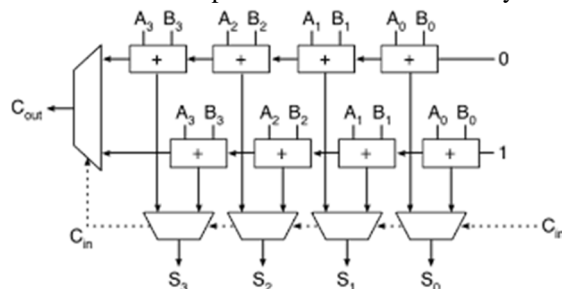 A3 B3 A2 B2 A1 B1 A0 B0
+ + + + 0
Cout
A3 B3 A2 B2 A1 B1 A0 B0
+ + + + 1
Cin
S3 S2 S1 S0